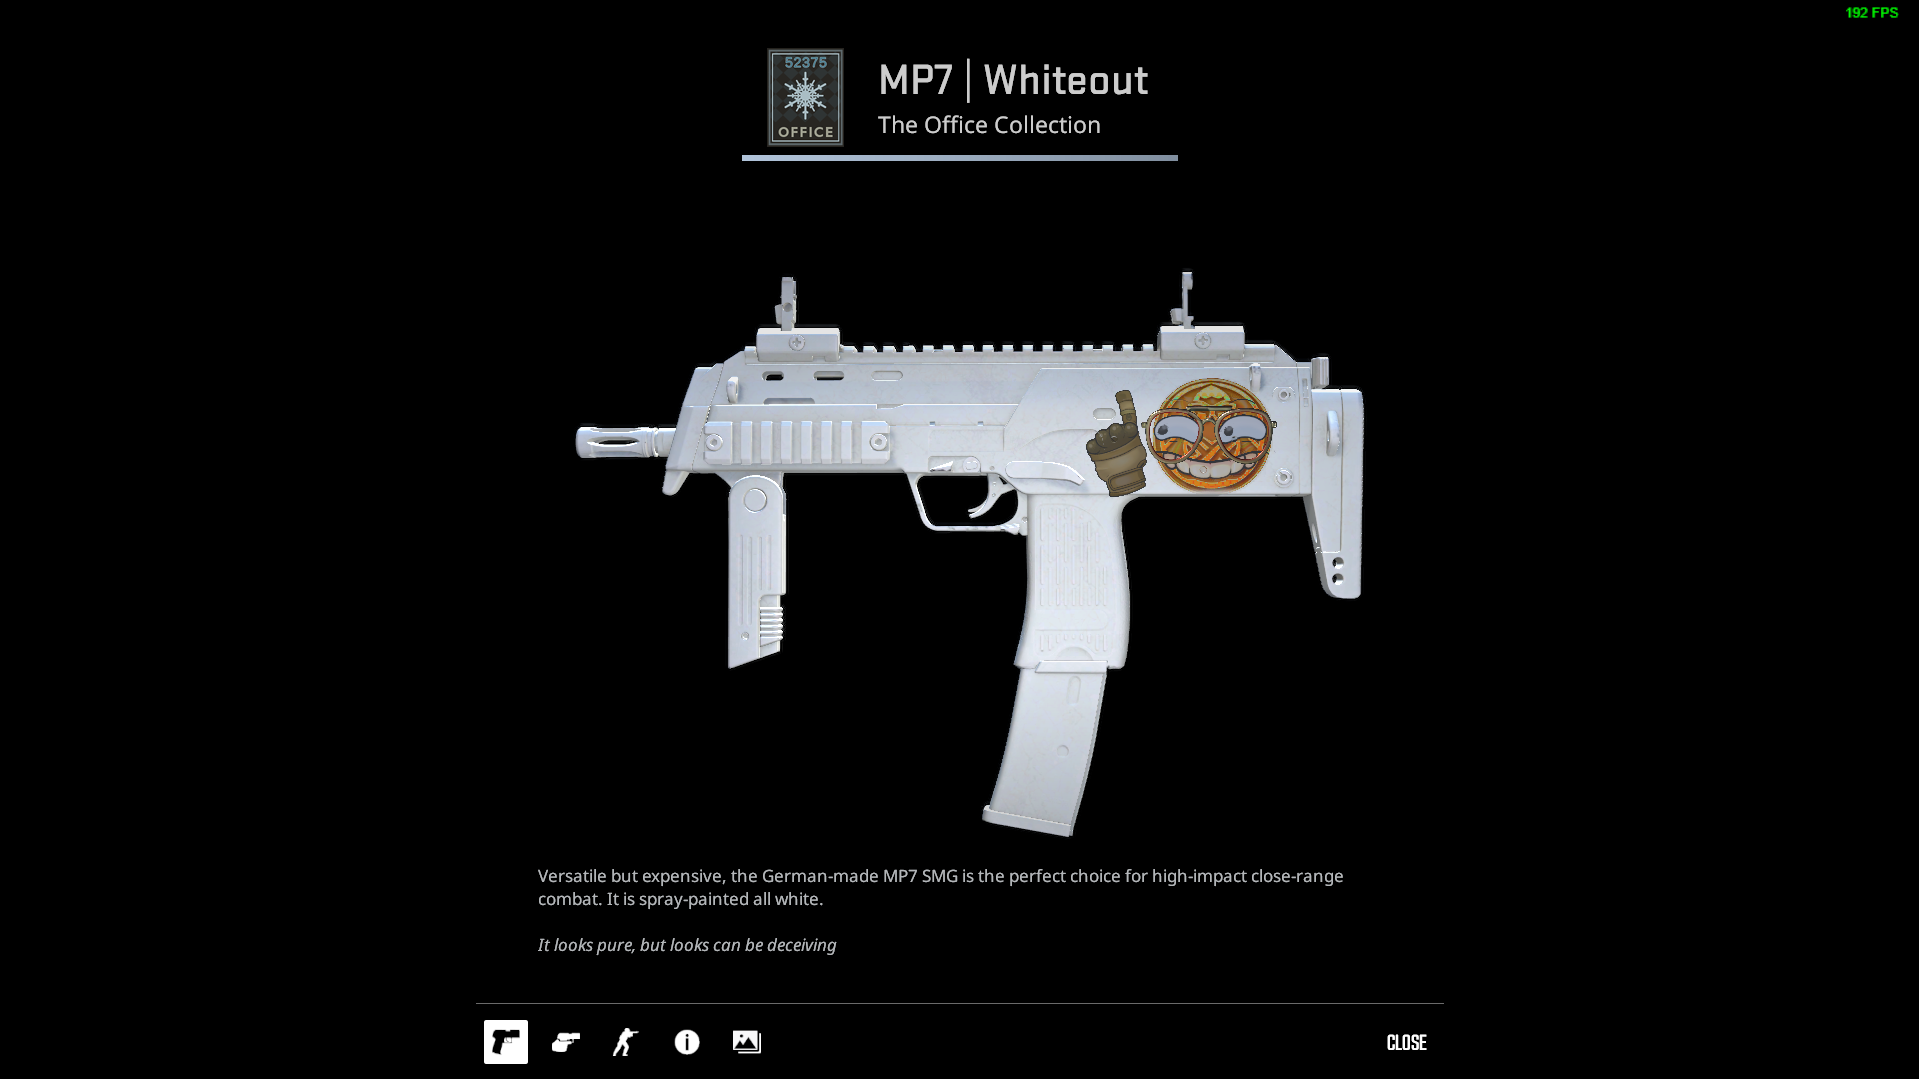 192 FPS
52375
OFFICE
MP7 | Whiteout
The Office Collection
Versatile but expensive, the German-made MP7 SMG is the perfect choice for high-impact close-range
combat. It is spray-painted all white.
It looks pure, but looks can be deceiving
CLOSE